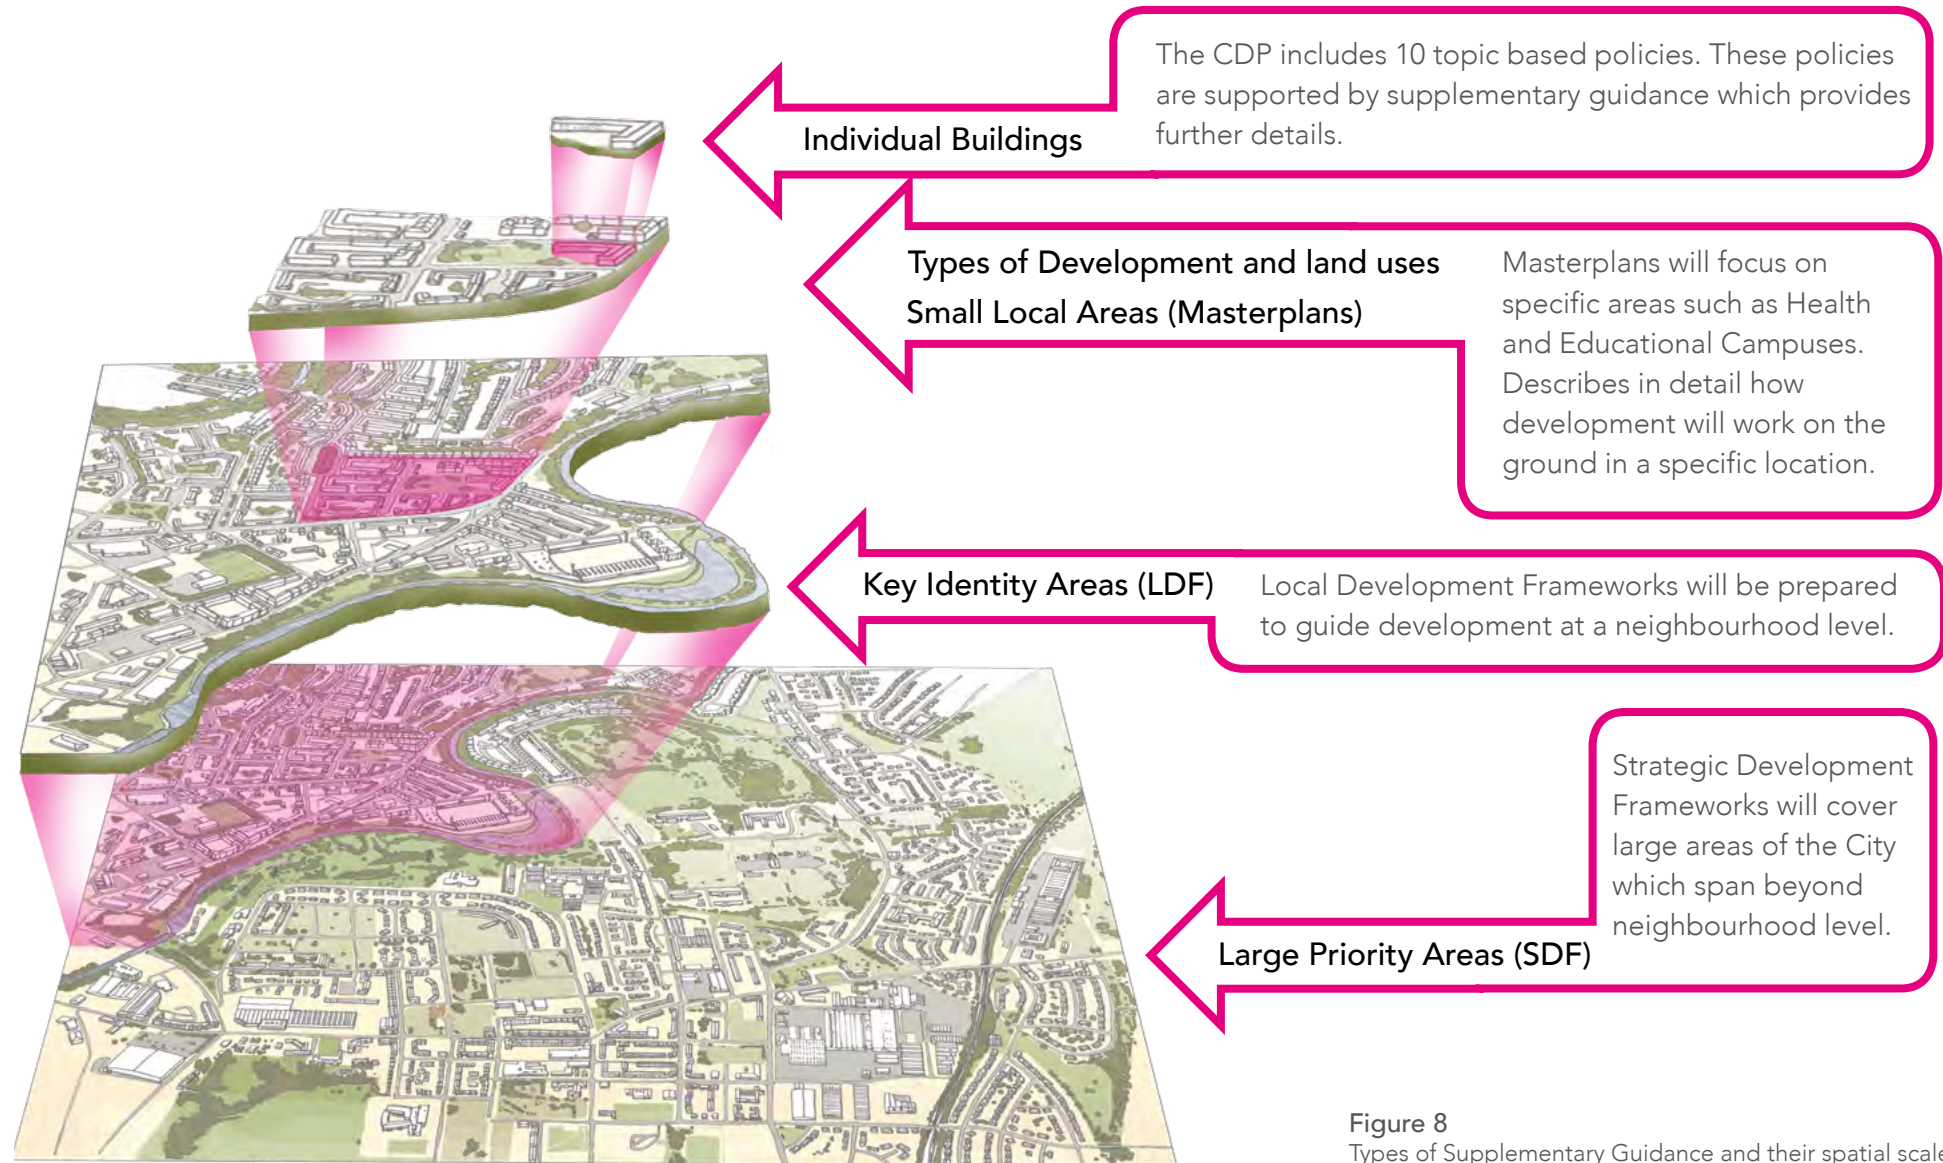 The CDP includes 10 topic based policies. These policies
are supported by supplementary guidance which provides
further details.
Individual Buildings
Types of Development and land uses
Small Local Areas (Masterplans)
Masterplans will focus on
specific areas such as Health
and Educational Campuses.
Describes in detail how
development will work on the
ground in a specific location.
Key Identity Areas (LDF)
Local Development Frameworks will be prepared
to guide development at a neighbourhood level.
Strategic Development
Frameworks will cover
large areas of the City
which span beyond
neighbourhood level.
Large Priority Areas (SDF)
Figure 8
Types of Supplementary Guidance and their spatial scale